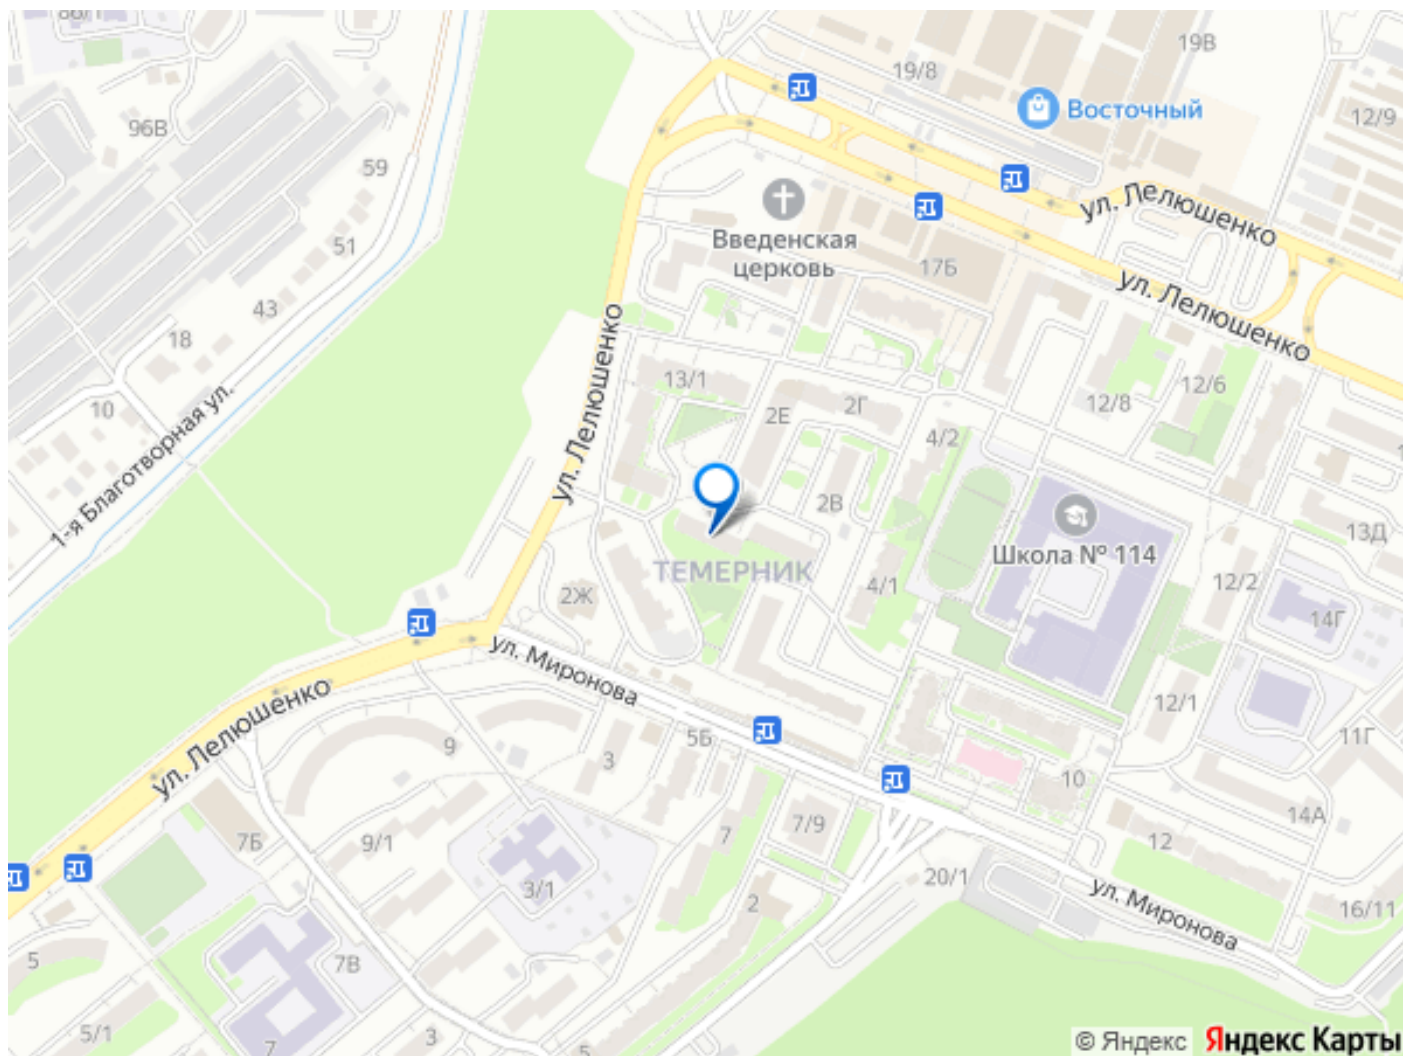 86/1
96В
59
51
43
18
10
1-я Благотворная ул.
19В
19/8
Восточный
12/9
ул. Лелюшенко
ул. Лелюшенко
Введенская
церковь
17Б
ул. Лелюшенко
13/1
2Е
2Г
4/2
12/8
12/6
2В
Школа № 114
13Д
ТЕМЕРНИК
4/1
12/2
14Г
2Ж
ул. Миронова
12/1
11Г
ул. Лелюшенко
9
3
5Б
10
14А
7Б
9/1
7
7/9
12
3/1
2
20/1
ул. Миронова
16/11
5
7В
5/1
7
3
5
© Яндекс Яндекс Карты